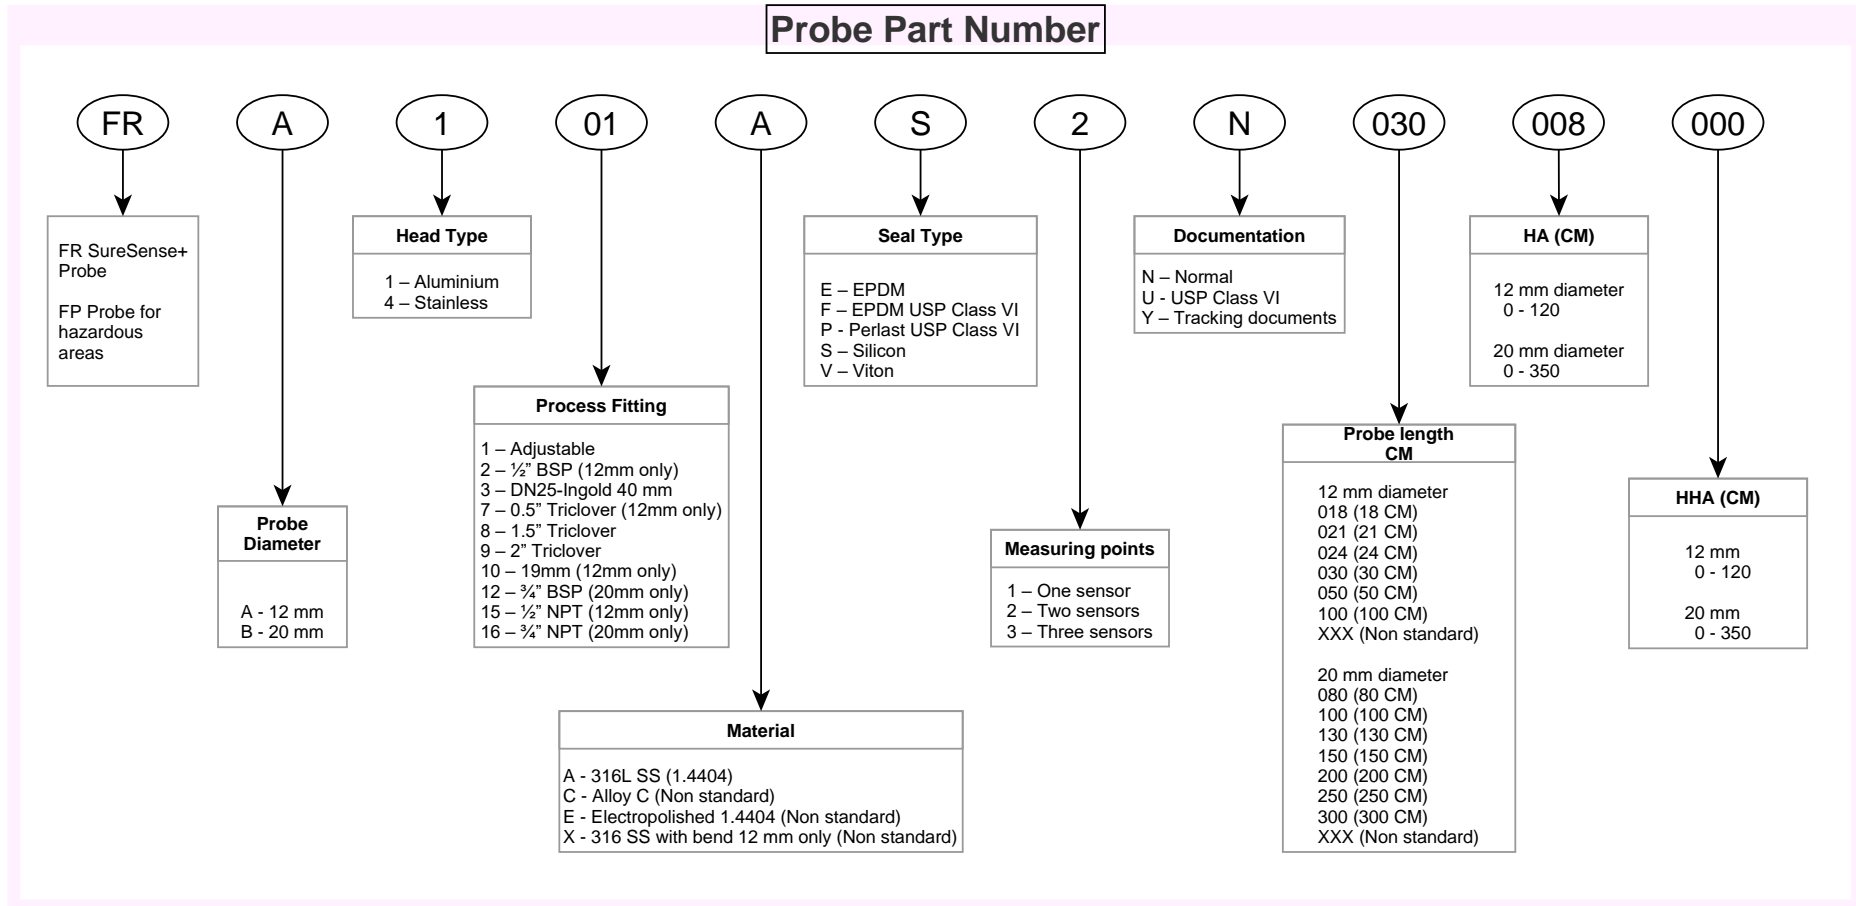 Probe Part Number
FR
A
1
01
A
S
2
N
030
008
000
FR SureSense+
Probe
FP Probe for
hazardous
areas
Probe
Diameter
A - 12 mm
B - 20 mm
Head Type
1 – Aluminium
4 – Stainless
Process Fitting
1 – Adjustable
2 – ½” BSP (12mm only)
3 – DN25-Ingold 40 mm
7 – 0.5” Triclover (12mm only)
8 – 1.5” Triclover
9 – 2” Triclover
10 – 19mm (12mm only)
12 – ¾” BSP (20mm only)
15 – ½” NPT (12mm only)
16 – ¾” NPT (20mm only)
Material
A - 316L SS (1.4404)
C - Alloy C (Non standard)
E - Electropolished 1.4404 (Non standard)
X - 316 SS with bend 12 mm only (Non standard)
Seal Type
E – EPDM
F – EPDM USP Class VI
P - Perlast USP Class VI
S – Silicon
V – Viton
Measuring points
1 – One sensor
2 – Two sensors
3 – Three sensors
Documentation
N – Normal
U - USP Class VI
Y – Tracking documents
Probe length
CM
12 mm diameter
018 (18 CM)
021 (21 CM)
024 (24 CM)
030 (30 CM)
050 (50 CM)
100 (100 CM)
XXX (Non standard)
20 mm diameter
080 (80 CM)
100 (100 CM)
130 (130 CM)
150 (150 CM)
200 (200 CM)
250 (250 CM)
300 (300 CM)
XXX (Non standard)
HA (CM)
12 mm diameter
0 - 120
20 mm diameter
0 - 350
HHA (CM)
12 mm
0 - 120
20 mm
0 - 350